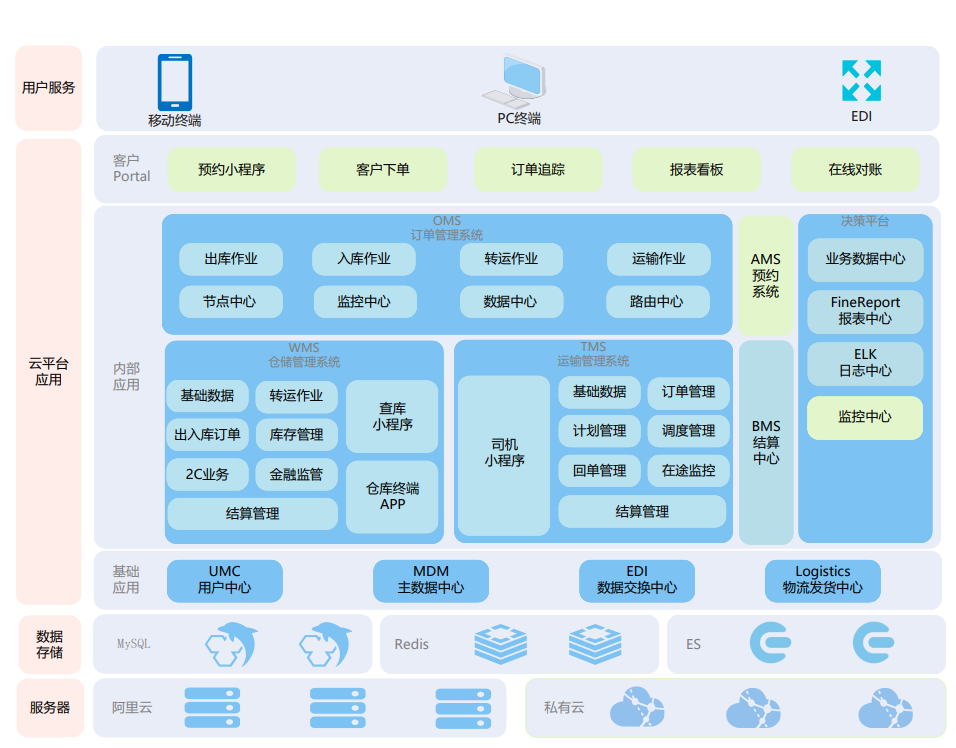 用户服务
移动终端
PC终端
EDI
云平台
应用
客户
Portal
预约小程序
客户下单
订单追踪
报表看板
在线对账
内部
应用
OMS
订单管理系统
出库作业
入库作业
转运作业
运输作业
节点中心
监控中心
数据中心
路由中心
AMS
预约
系统
决策平台
业务数据中心
FineReport
报表中心
ELK
日志中心
监控中心
WMS
仓储管理系统
基础数据
转运作业
查库
小程序
出入库订单
库存管理
2C业务
金融监管
仓库终端
APP
结算管理
TMS
运输管理系统
司机
小程序
基础数据
订单管理
计划管理
调度管理
回单管理
在途监控
结算管理
BMS
结算
中心
基础
应用
UMC
用户中心
MDM
主数据中心
EDI
数据交换中心
Logistics
物流发货中心
数据
存储
MySQL
Redis
ES
服务器
阿里云
私有云